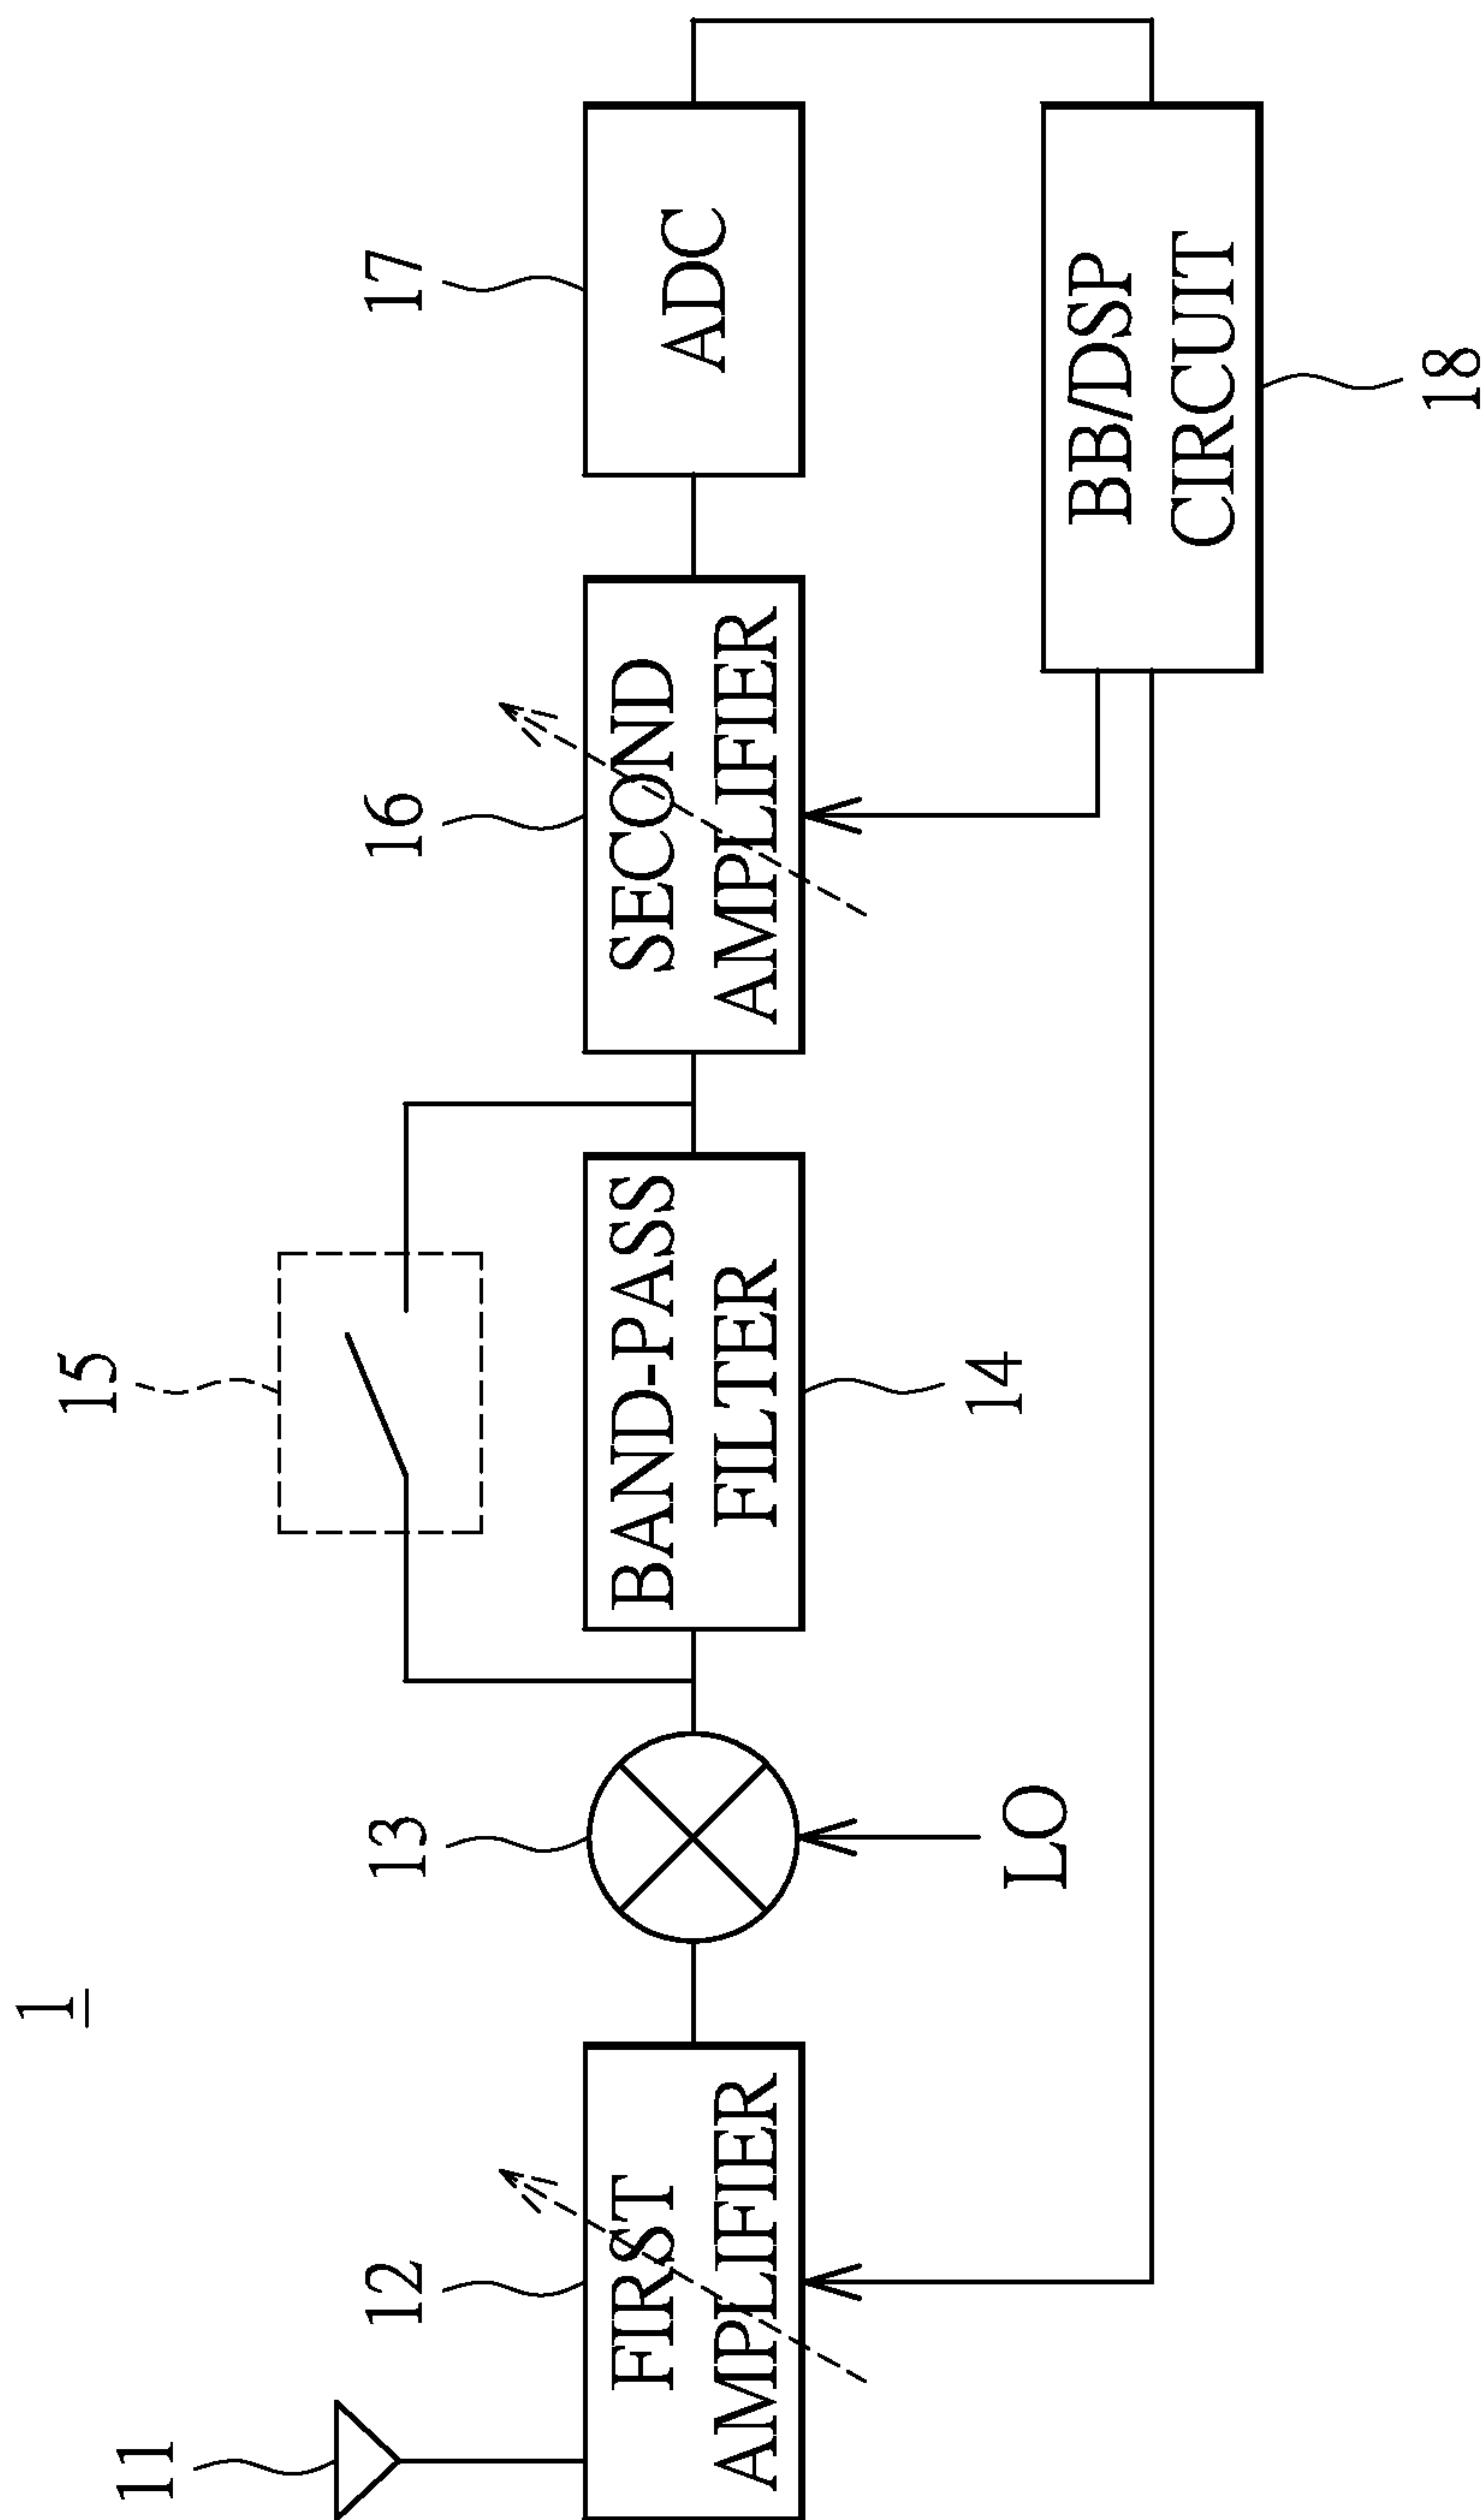 1
11
12
FIRST
AMPLIFIER
13
LO
15
BAND-PASS
FILTER
14
16
SECOND
AMPLIFIER
17
ADC
BB/DSP
CIRCUIT
18